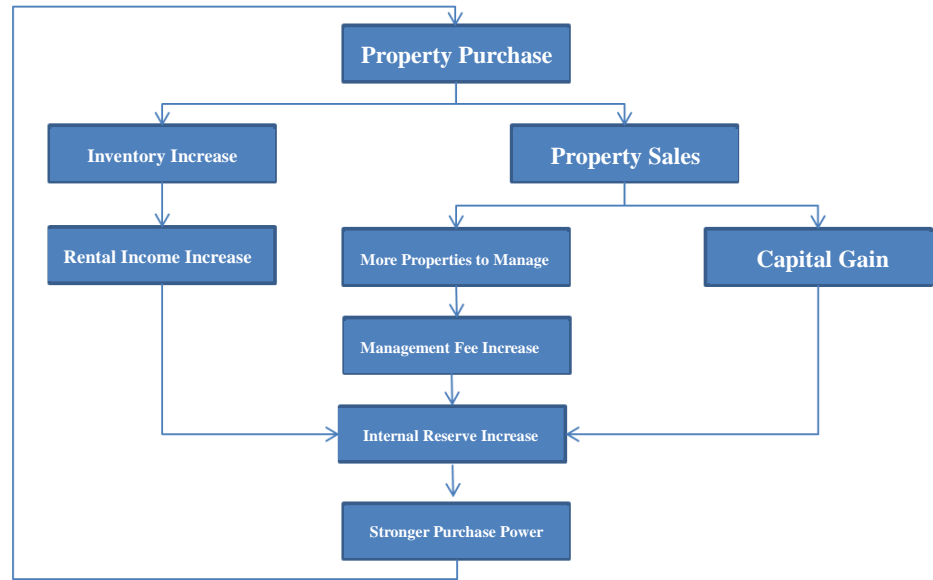 Property Purchase
Inventory Increase
Property Sales
Rental Income Increase
More Properties to Manage
Capital Gain
Management Fee Increase
Internal Reserve Increase
Stronger Purchase Power